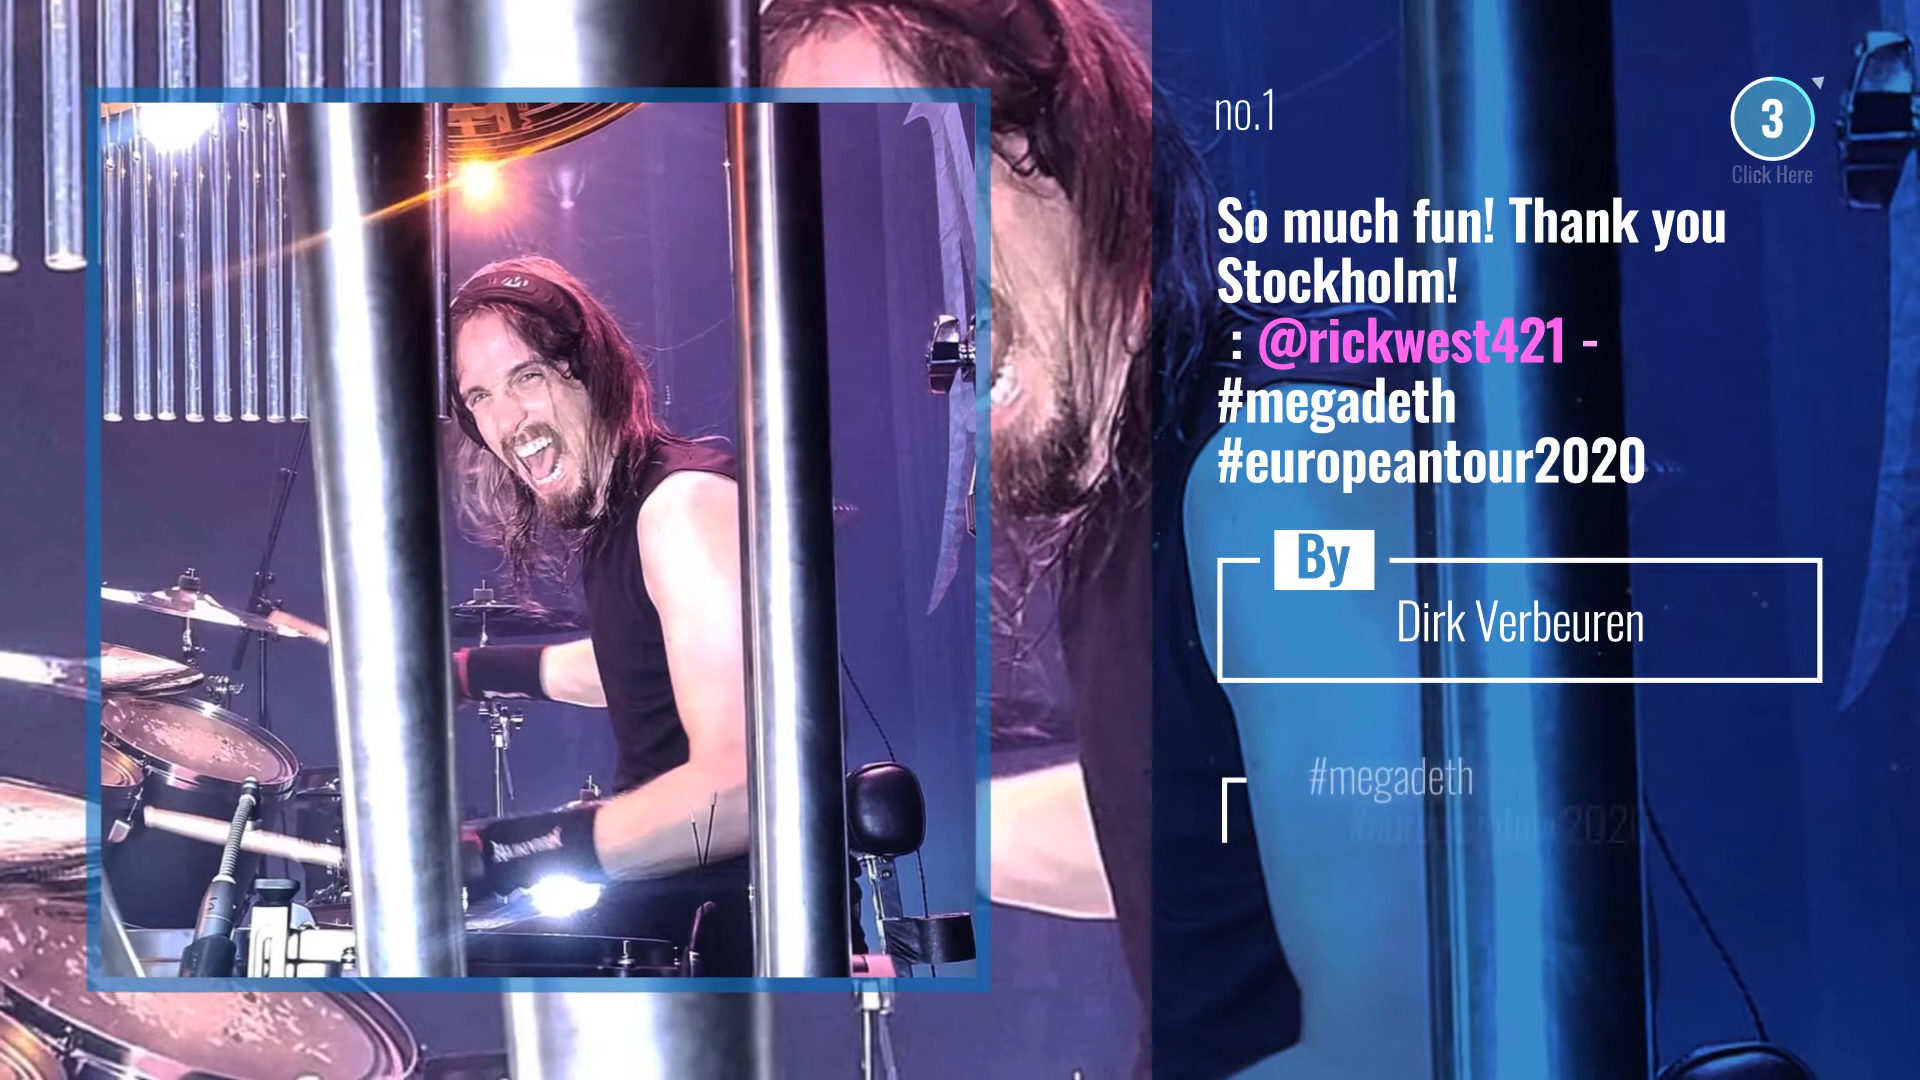 no.1
3
Click Here
So much fun! Thank you
Stockholm!
: @rickwest421 -
#megadeth
#europeantour2020
By
Dirk Verbeuren
#megadeth